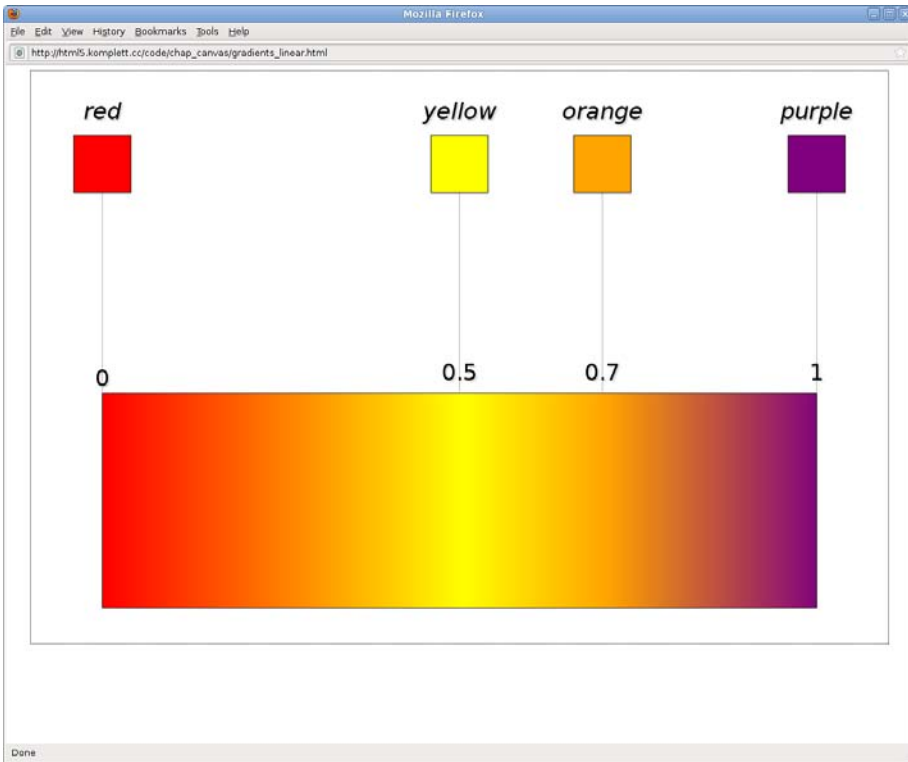 Mozilla Firefox
File Edit View History Bookmarks Tools Help
http://html5.komplett.cc/code/chap_canvas/gradients_linear.html
red yellow orange purple
0 0.5 0.7 1
Done